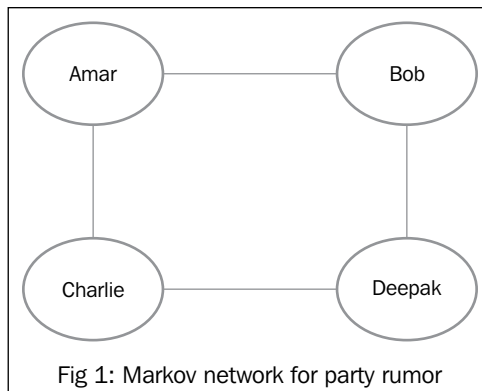 Amar
Bob
Charlie
Deepak
Fig 1: Markov network for party rumor